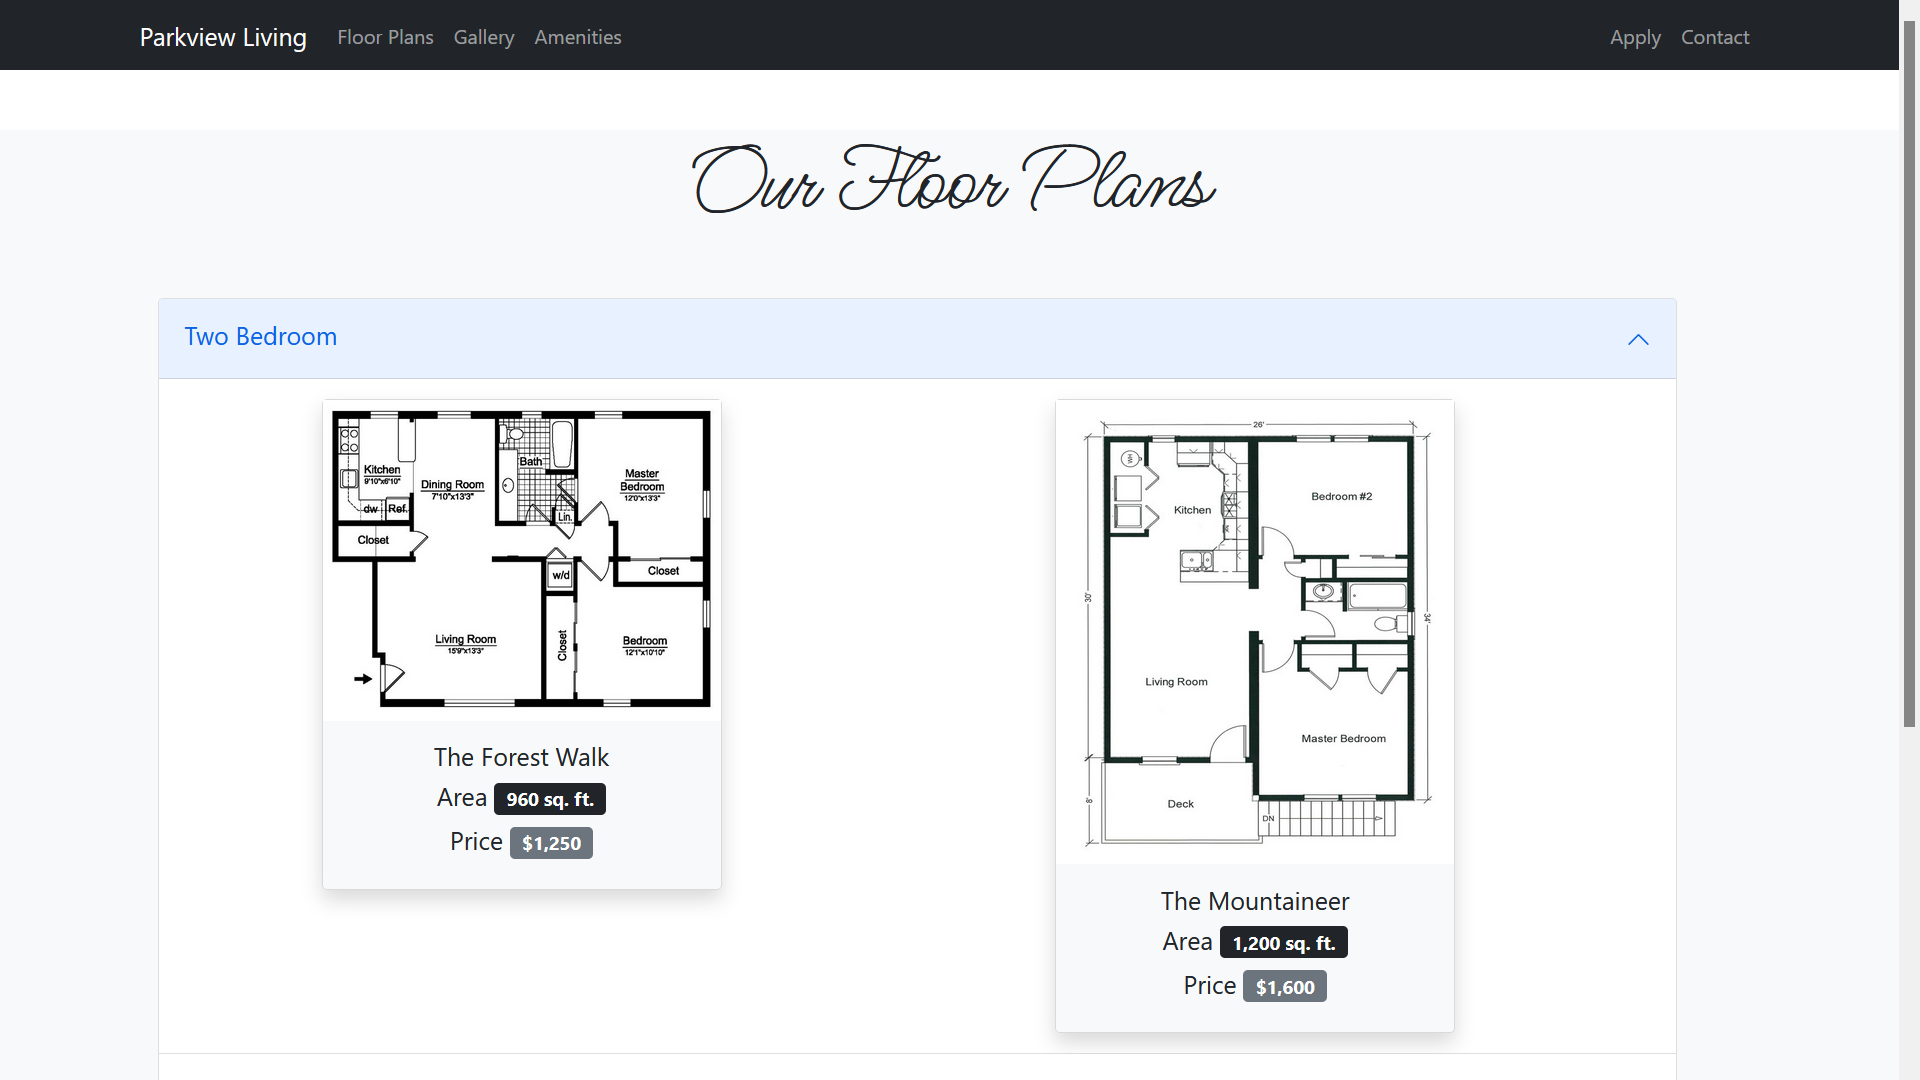 Parkview Living Floor Plans Gallery Amenities Apply Contact
Our Floor Plans
Two Bedroom
Kitchen
9'10"x6'10"
Dining Room
7'10"x13'3"
Bath
Master
Bedroom
12'0"x13'3"
dw Ref.
Lin.
Closet
w/d
Closet
Living Room
15'9"x13'3"
Closet
Bedroom
12'1"x10'10"
The Forest Walk
Area 960 sq. ft.
Price $1,250
26'
WH
Kitchen
Bedroom #2
30'
34'
Living Room
Master Bedroom
8'
Deck
DN
The Mountaineer
Area 1,200 sq. ft.
Price $1,600